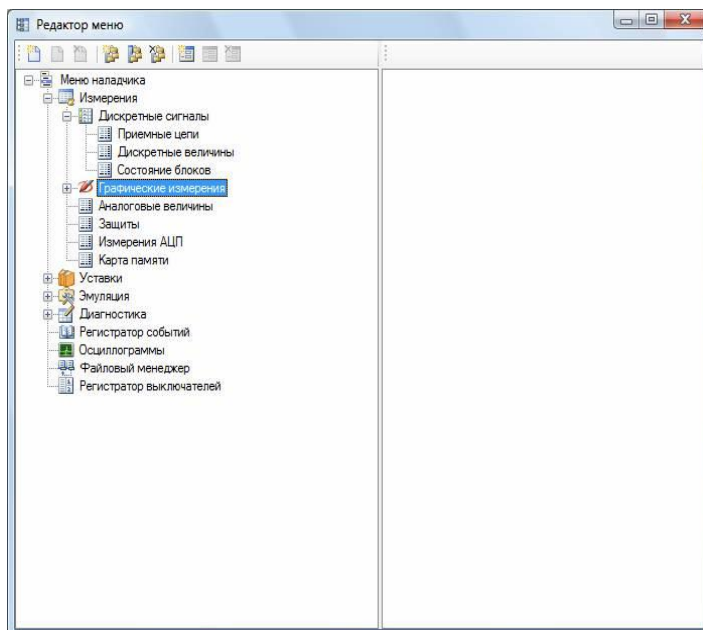 Редактор меню
Меню наладчика
Измерения
Дискретные сигналы
Приемные цепи
Дискретные величины
Состояние блоков
Графические измерения
Аналоговые величины
Защиты
Измерения АЦП
Карта памяти
Уставки
Эмуляция
Диагностика
Регистратор событий
Осциллограммы
Файловый менеджер
Регистратор выключателей